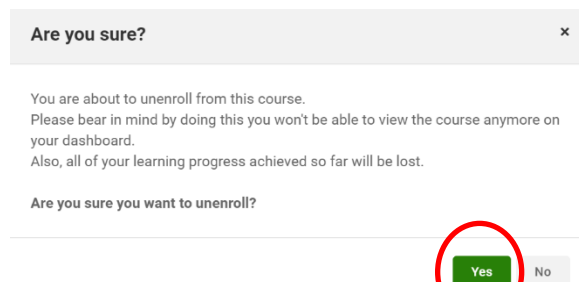 Are you sure? ×
You are about to unenroll from this course.
Please bear in mind by doing this you won't be able to view the course anymore on
your dashboard.
Also, all of your learning progress achieved so far will be lost.
Are you sure you want to unenroll?
Yes No